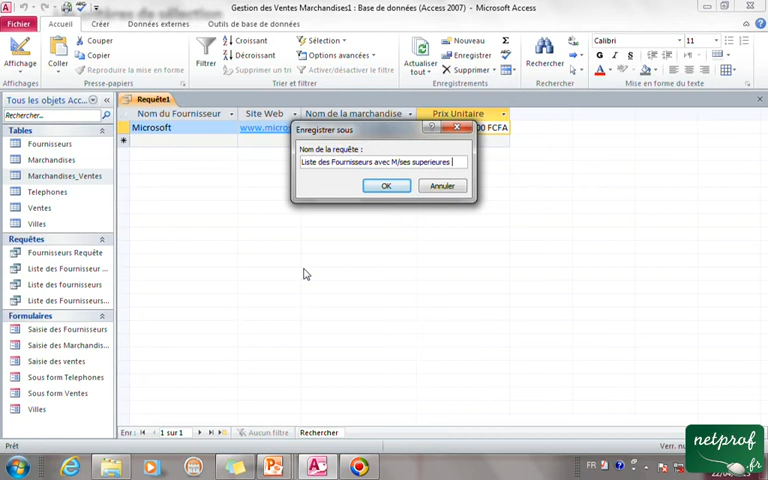 Gestion des Ventes Marchandises1 : Base de données (Access 2007) - Microsoft Access
Fichier Accueil Créer Données externes Outils de base de données
Affichage
Affichages
Coller
Couper
Copier
Reproduire la mise en forme
Presse-papiers
Filtrer
Croissant
Décroissant
Supprimer un tri
Sélection
Options avancées
Trier et filtrer
Actualiser tout
Nouveau
Enregistrer
Supprimer
Enregistrements
Rechercher
Rechercher
Calibri 11
G I S
Mise en forme du texte
Tous les objets Acc...
Rechercher...
Tables
Fournisseurs
Marchandises
Marchandises_Ventes
Telephones
Ventes
Villes
Requêtes
Fournisseurs Requête
Liste des Fournisseur ...
Liste des fournisseurs
Liste des Fournisseurs...
Formulaires
Saisie des Fournisseurs
Saisie des Marchandis...
Saisie des ventes
Sous form Telephones
Sous form Ventes
Villes
Requête1
Nom du Fournisseur Site Web Nom de la marchandise Prix Unitaire
Microsoft www.micros 00 FCFA
Enregistrer sous
Nom de la requête :
Liste des Fournisseurs avec M/ses superieures
OK Annuler
Enr : 1 sur 1 Aucun filtre Rechercher
Prêt Verr. nu
FR
netprof
.fr